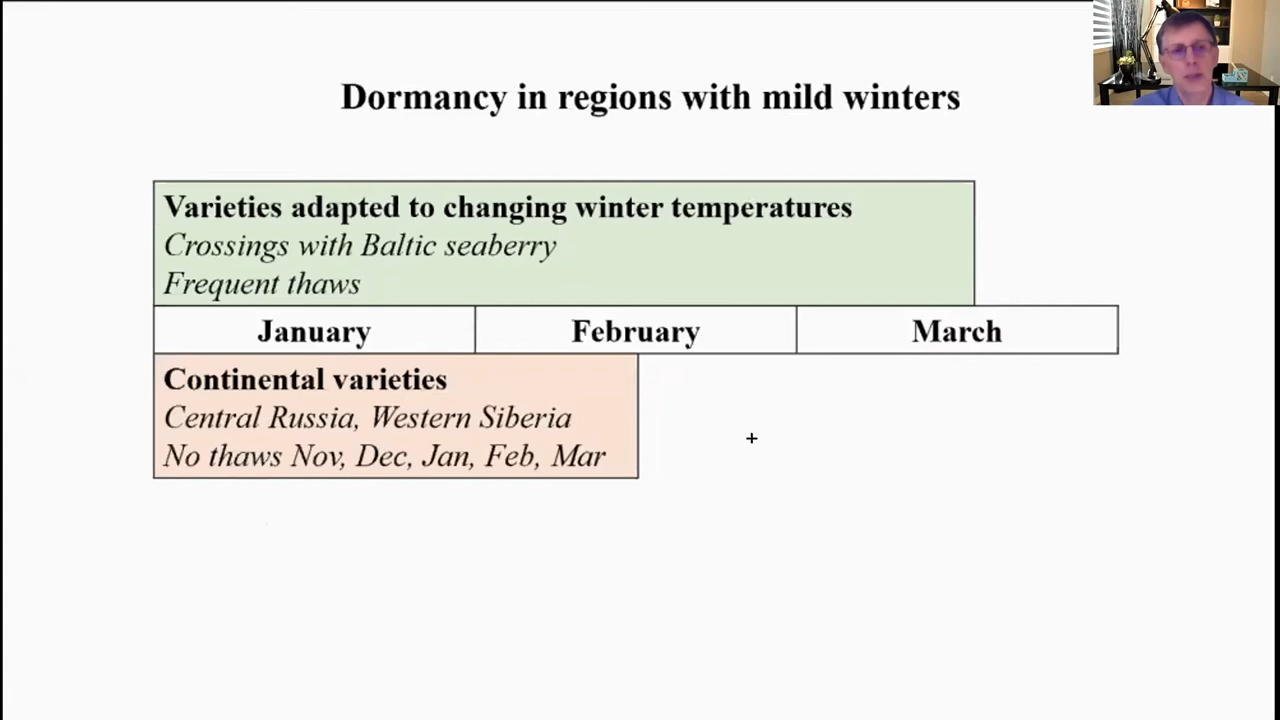 Dormancy in regions with mild winters
Varieties adapted to changing winter temperatures
Crossings with Baltic seaberry
Frequent thaws
January February March
Continental varieties
Central Russia, Western Siberia
No thaws Nov, Dec, Jan, Feb, Mar